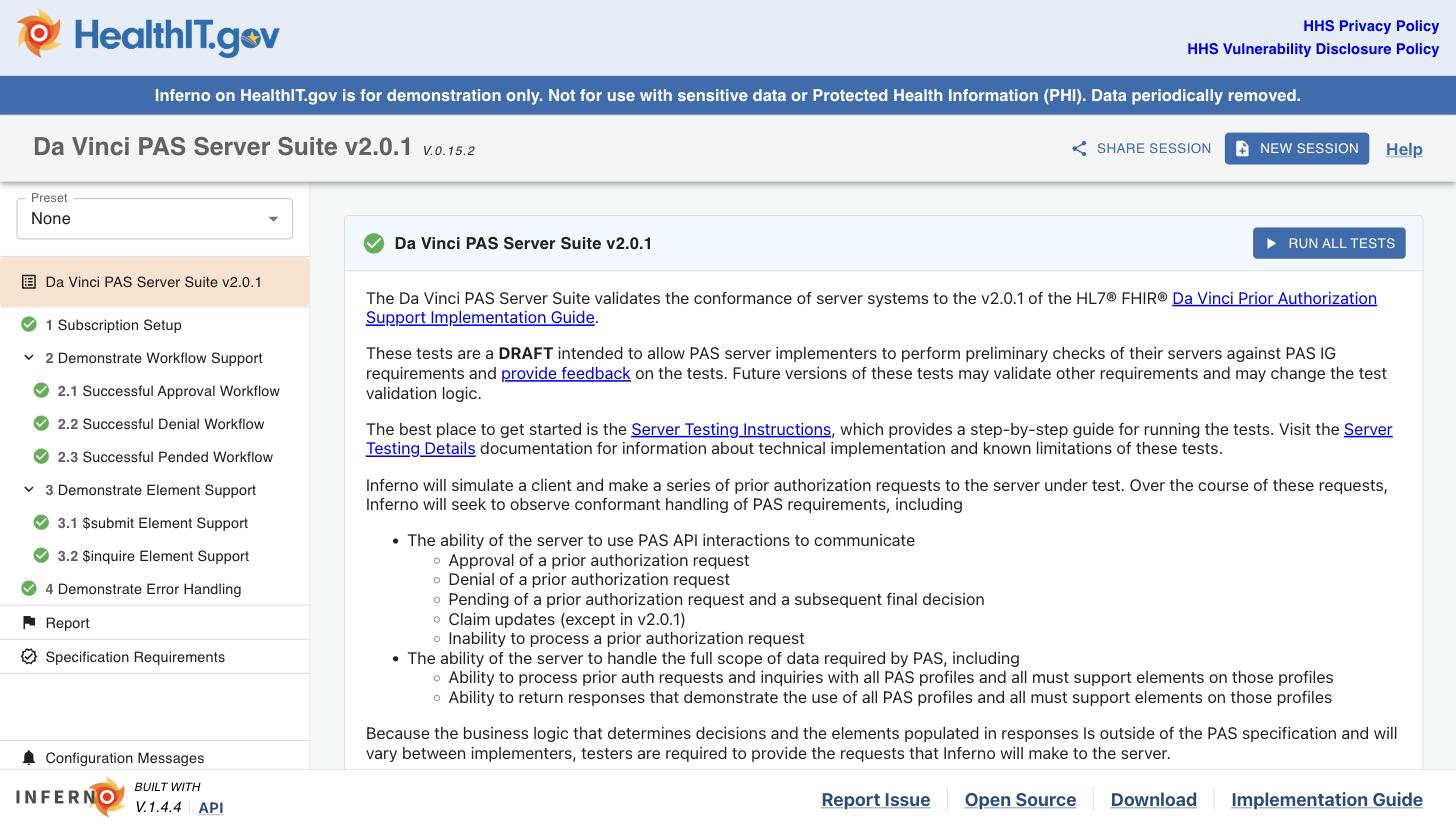 HealthIT.gov
HHS Privacy Policy
HHS Vulnerability Disclosure Policy
Inferno on HealthIT.gov is for demonstration only. Not for use with sensitive data or Protected Health Information (PHI). Data periodically removed.
Da Vinci PAS Server Suite v2.0.1 V.0.15.2
SHARE SESSION
NEW SESSION
Help
Preset
None
Da Vinci PAS Server Suite v2.0.1
1 Subscription Setup
2 Demonstrate Workflow Support
2.1 Successful Approval Workflow
2.2 Successful Denial Workflow
2.3 Successful Pended Workflow
3 Demonstrate Element Support
3.1 $submit Element Support
3.2 $inquire Element Support
4 Demonstrate Error Handling
Report
Specification Requirements
Configuration Messages
Da Vinci PAS Server Suite v2.0.1
RUN ALL TESTS
The Da Vinci PAS Server Suite validates the conformance of server systems to the v2.0.1 of the HL7® FHIR® Da Vinci Prior Authorization
Support Implementation Guide.
These tests are a DRAFT intended to allow PAS server implementers to perform preliminary checks of their servers against PAS IG
requirements and provide feedback on the tests. Future versions of these tests may validate other requirements and may change the test
validation logic.
The best place to get started is the Server Testing Instructions, which provides a step-by-step guide for running the tests. Visit the Server
Testing Details documentation for information about technical implementation and known limitations of these tests.
Inferno will simulate a client and make a series of prior authorization requests to the server under test. Over the course of these requests,
Inferno will seek to observe conformant handling of PAS requirements, including
• The ability of the server to use PAS API interactions to communicate
◦ Approval of a prior authorization request
◦ Denial of a prior authorization request
◦ Pending of a prior authorization request and a subsequent final decision
◦ Claim updates (except in v2.0.1)
◦ Inability to process a prior authorization request
• The ability of the server to handle the full scope of data required by PAS, including
◦ Ability to process prior auth requests and inquiries with all PAS profiles and all must support elements on those profiles
◦ Ability to return responses that demonstrate the use of all PAS profiles and all must support elements on those profiles
Because the business logic that determines decisions and the elements populated in responses Is outside of the PAS specification and will
vary between implementers, testers are required to provide the requests that Inferno will make to the server.
INFERNO
BUILT WITH
V.1.4.4
API
Report Issue
Open Source
Download
Implementation Guide